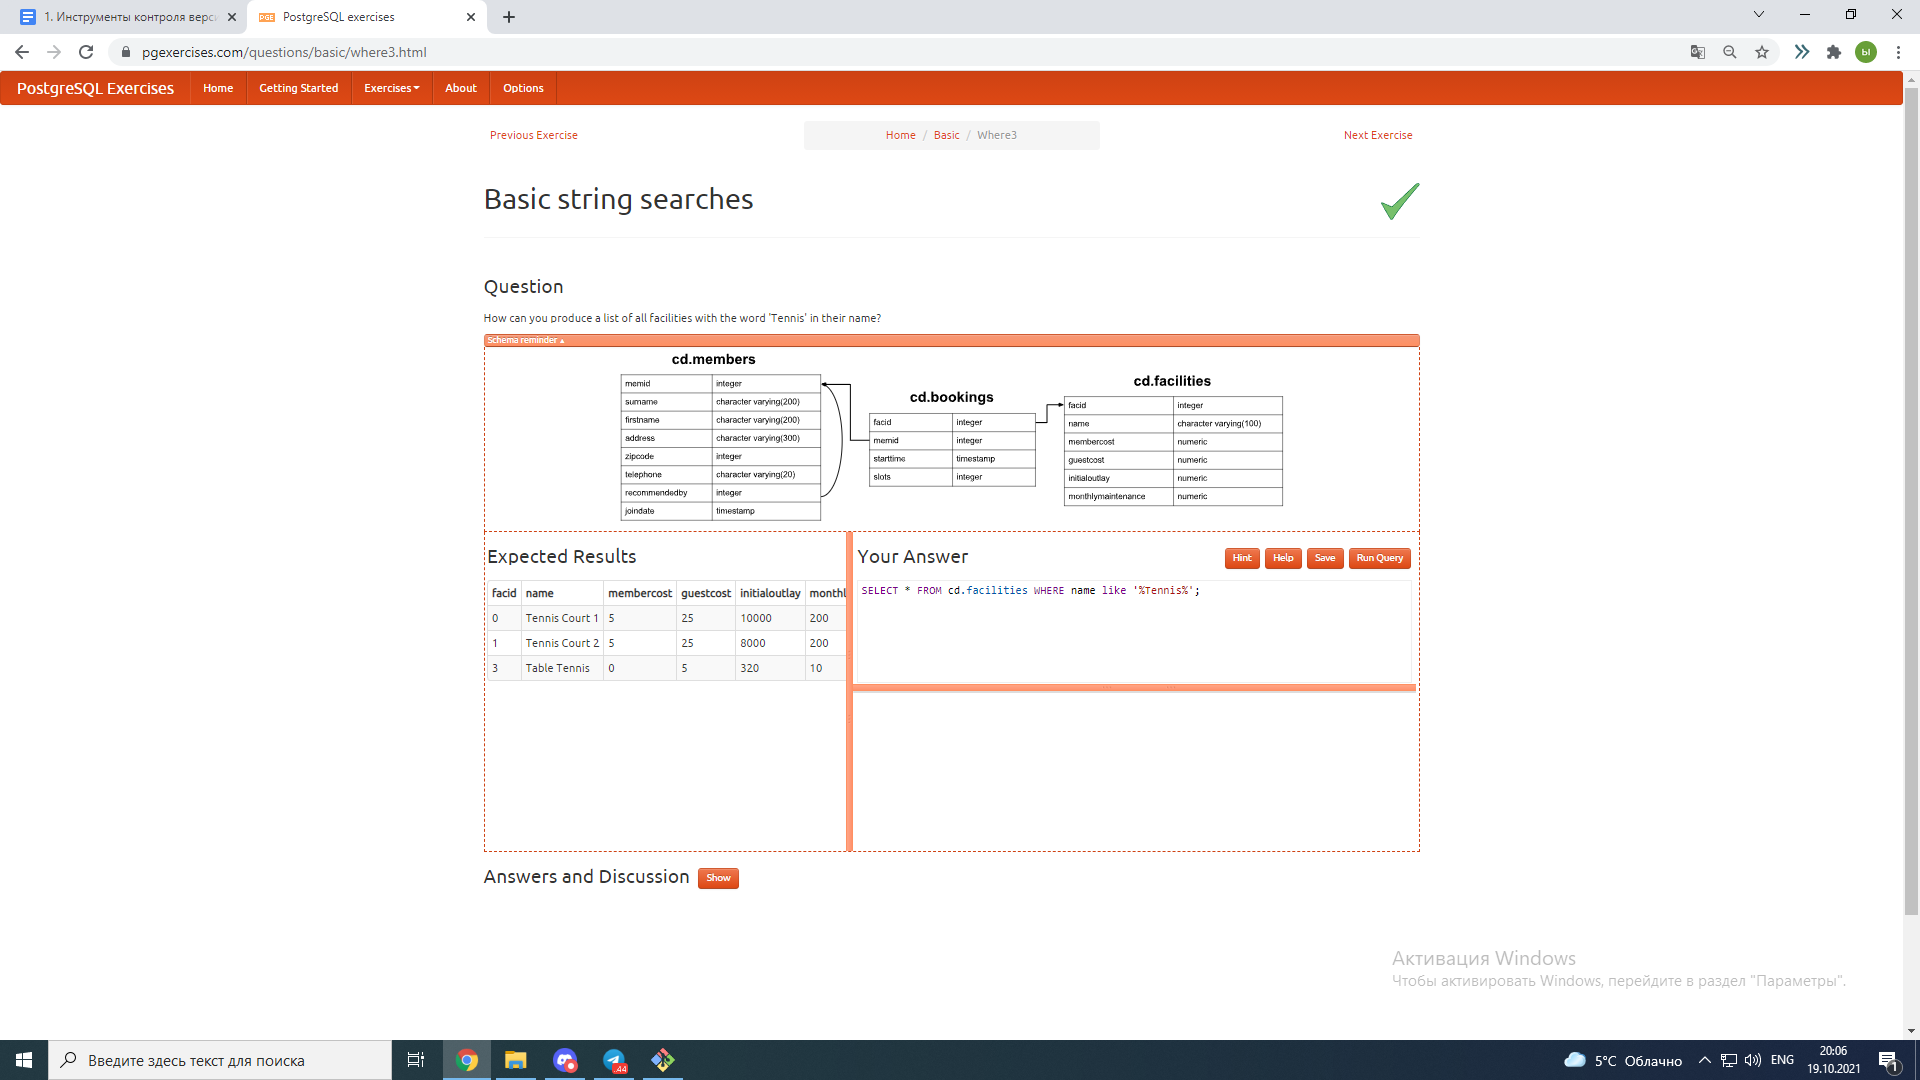 1. Инструменты контроля верси
PostgreSQL exercises
pgexercises.com/questions/basic/where3.html
PostgreSQL Exercises
Home
Getting Started
Exercises
About
Options
Previous Exercise
Home / Basic / Where3
Next Exercise
Basic string searches
Question
How can you produce a list of all facilities with the word 'Tennis' in their name?
Schema reminder
cd.members
memid integer
surname character varying(200)
firstname character varying(200)
address character varying(300)
zipcode integer
telephone character varying(20)
recommendedby integer
joindate timestamp
cd.bookings
facid integer
memid integer
starttime timestamp
slots integer
cd.facilities
facid integer
name character varying(100)
membercost numeric
guestcost numeric
initialoutlay numeric
monthlymaintenance numeric
Expected Results
facid name membercost guestcost initialoutlay monthl
0 Tennis Court 1 5 25 10000 200
1 Tennis Court 2 5 25 8000 200
3 Table Tennis 0 5 320 10
Your Answer
Hint Help Save Run Query
SELECT * FROM cd.facilities WHERE name like '%Tennis%';
Answers and Discussion Show
Активация Windows
Чтобы активировать Windows, перейдите в раздел "Параметры".
Введите здесь текст для поиска
44
5°C Облачно
ENG
20:06
19.10.2021
1